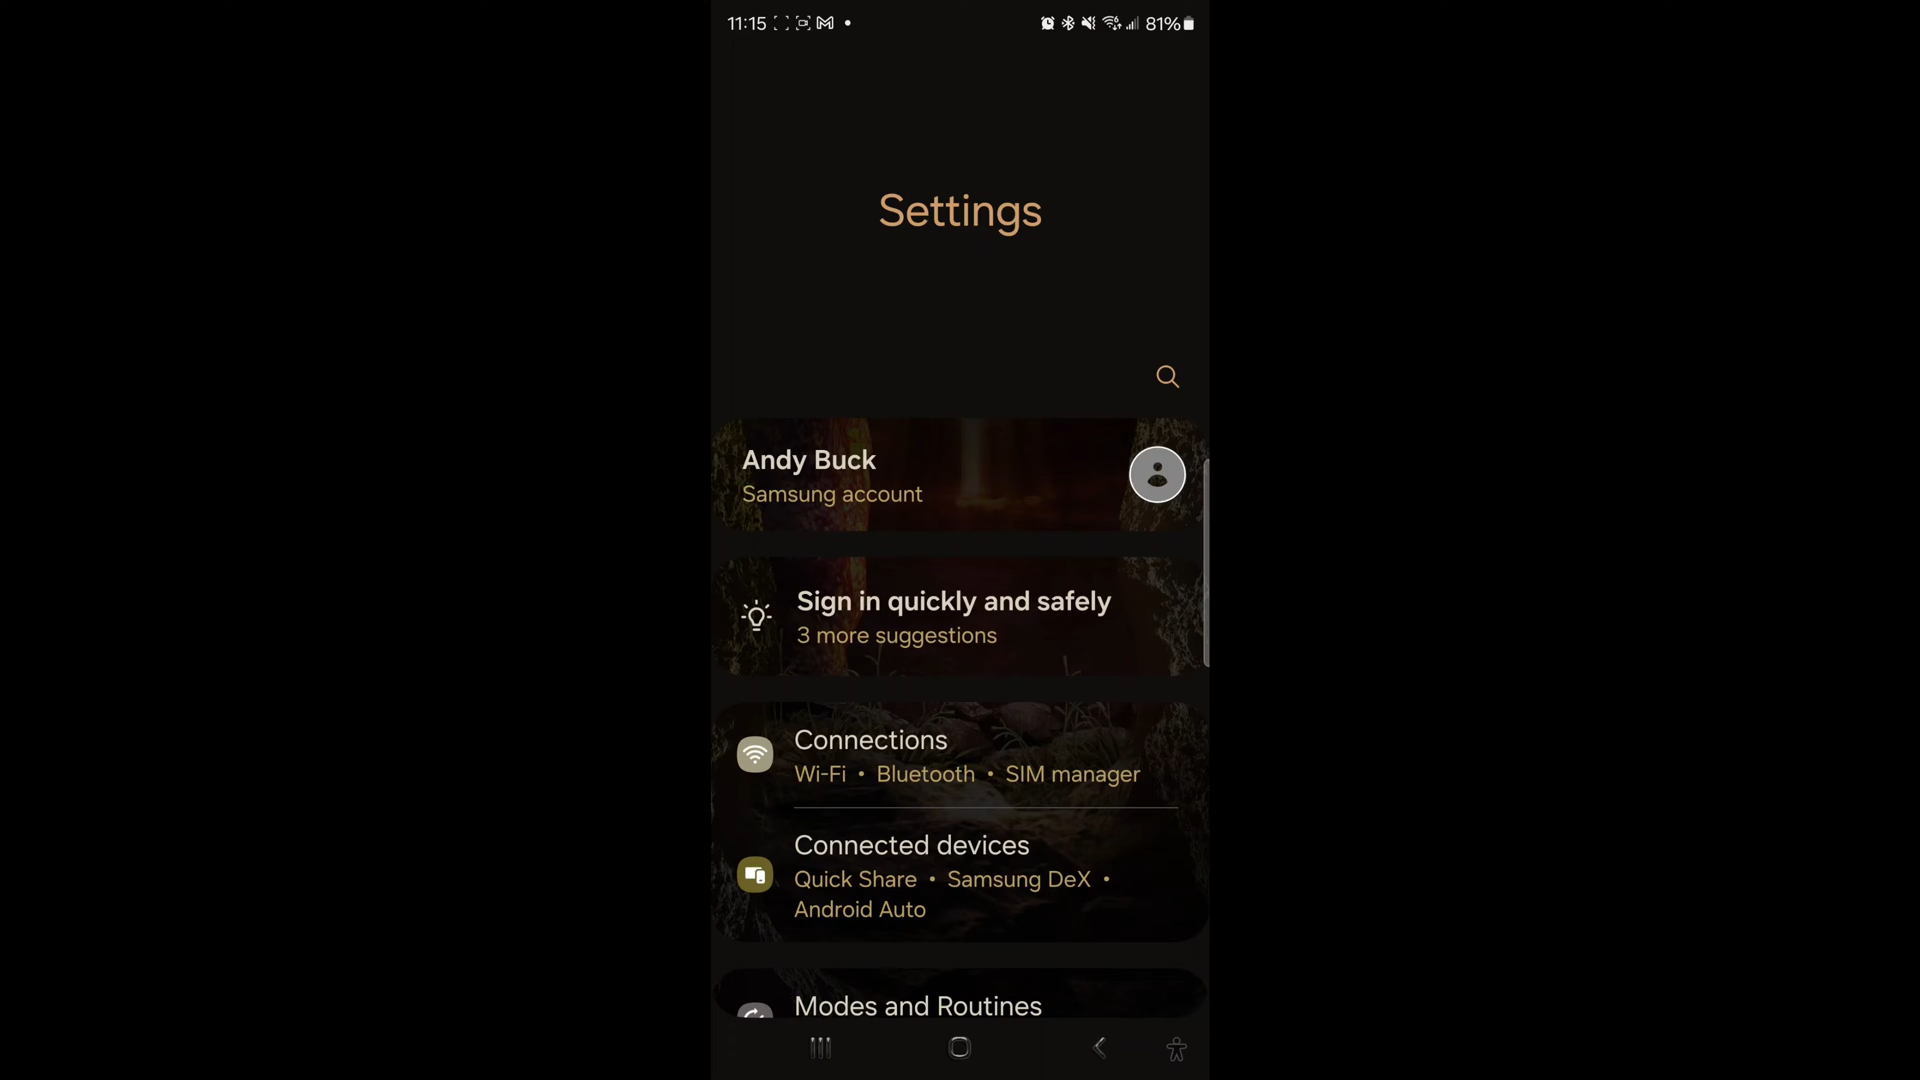 11:15
81%
Settings
Andy Buck
Samsung account
Sign in quickly and safely
3 more suggestions
Connections
Wi-Fi • Bluetooth • SIM manager
Connected devices
Quick Share • Samsung DeX •
Android Auto
Modes and Routines